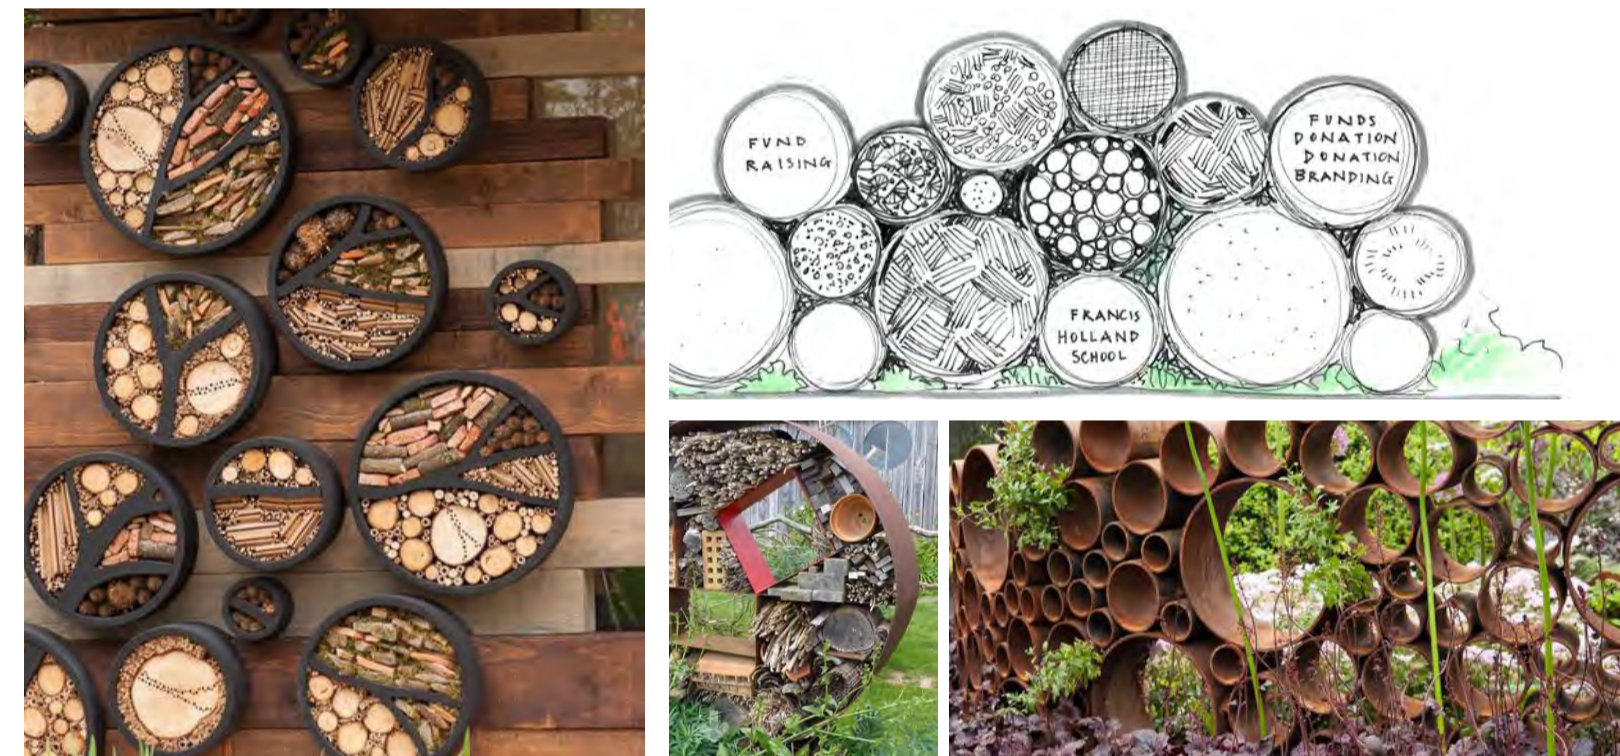 FUND
RAISING
FUNDS
DONATION
DONATION
BRANDING
FRANCIS
HOLLAND
SCHOOL